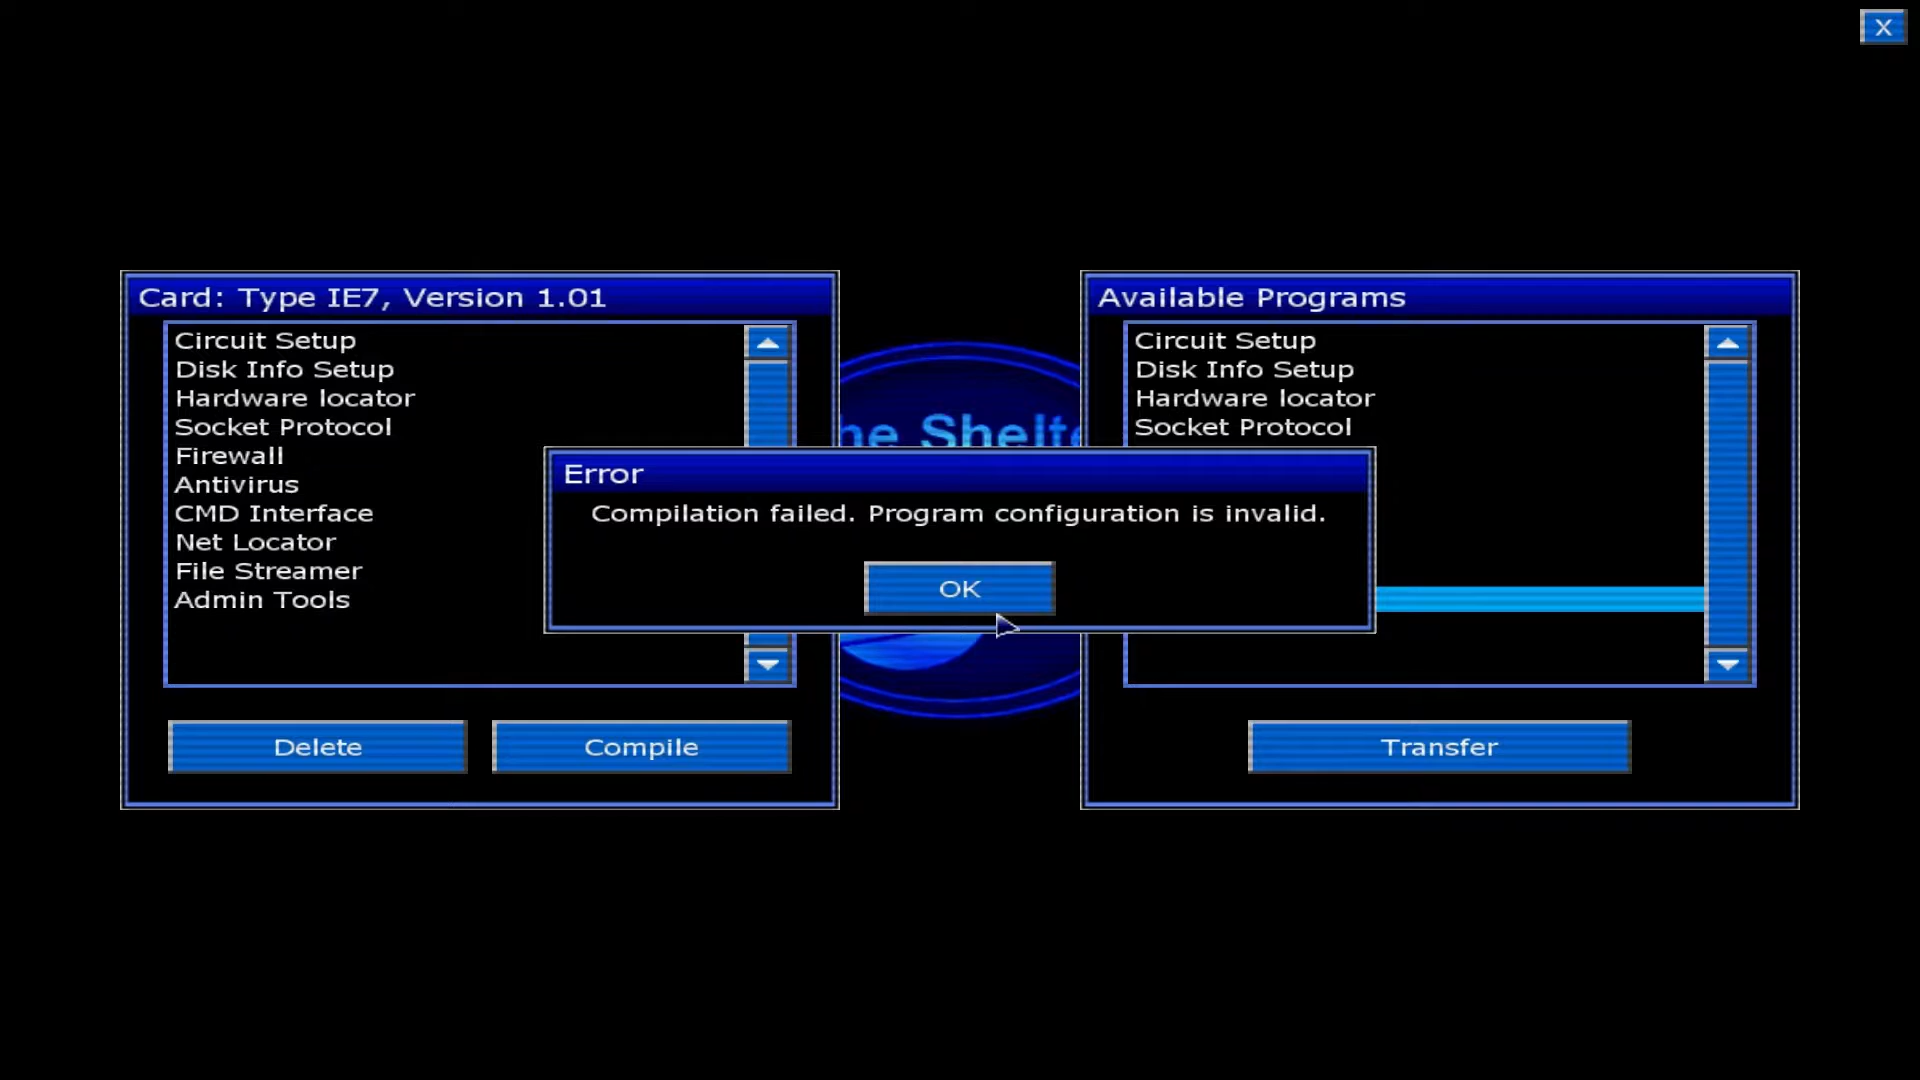 X
Card: Type IE7, Version 1.01
Circuit Setup
Disk Info Setup
Hardware locator
Socket Protocol
Firewall
Antivirus
CMD Interface
Net Locator
File Streamer
Admin Tools
Delete
Compile
he Shelte
Error
Compilation failed. Program configuration is invalid.
OK
Available Programs
Circuit Setup
Disk Info Setup
Hardware locator
Socket Protocol
Transfer